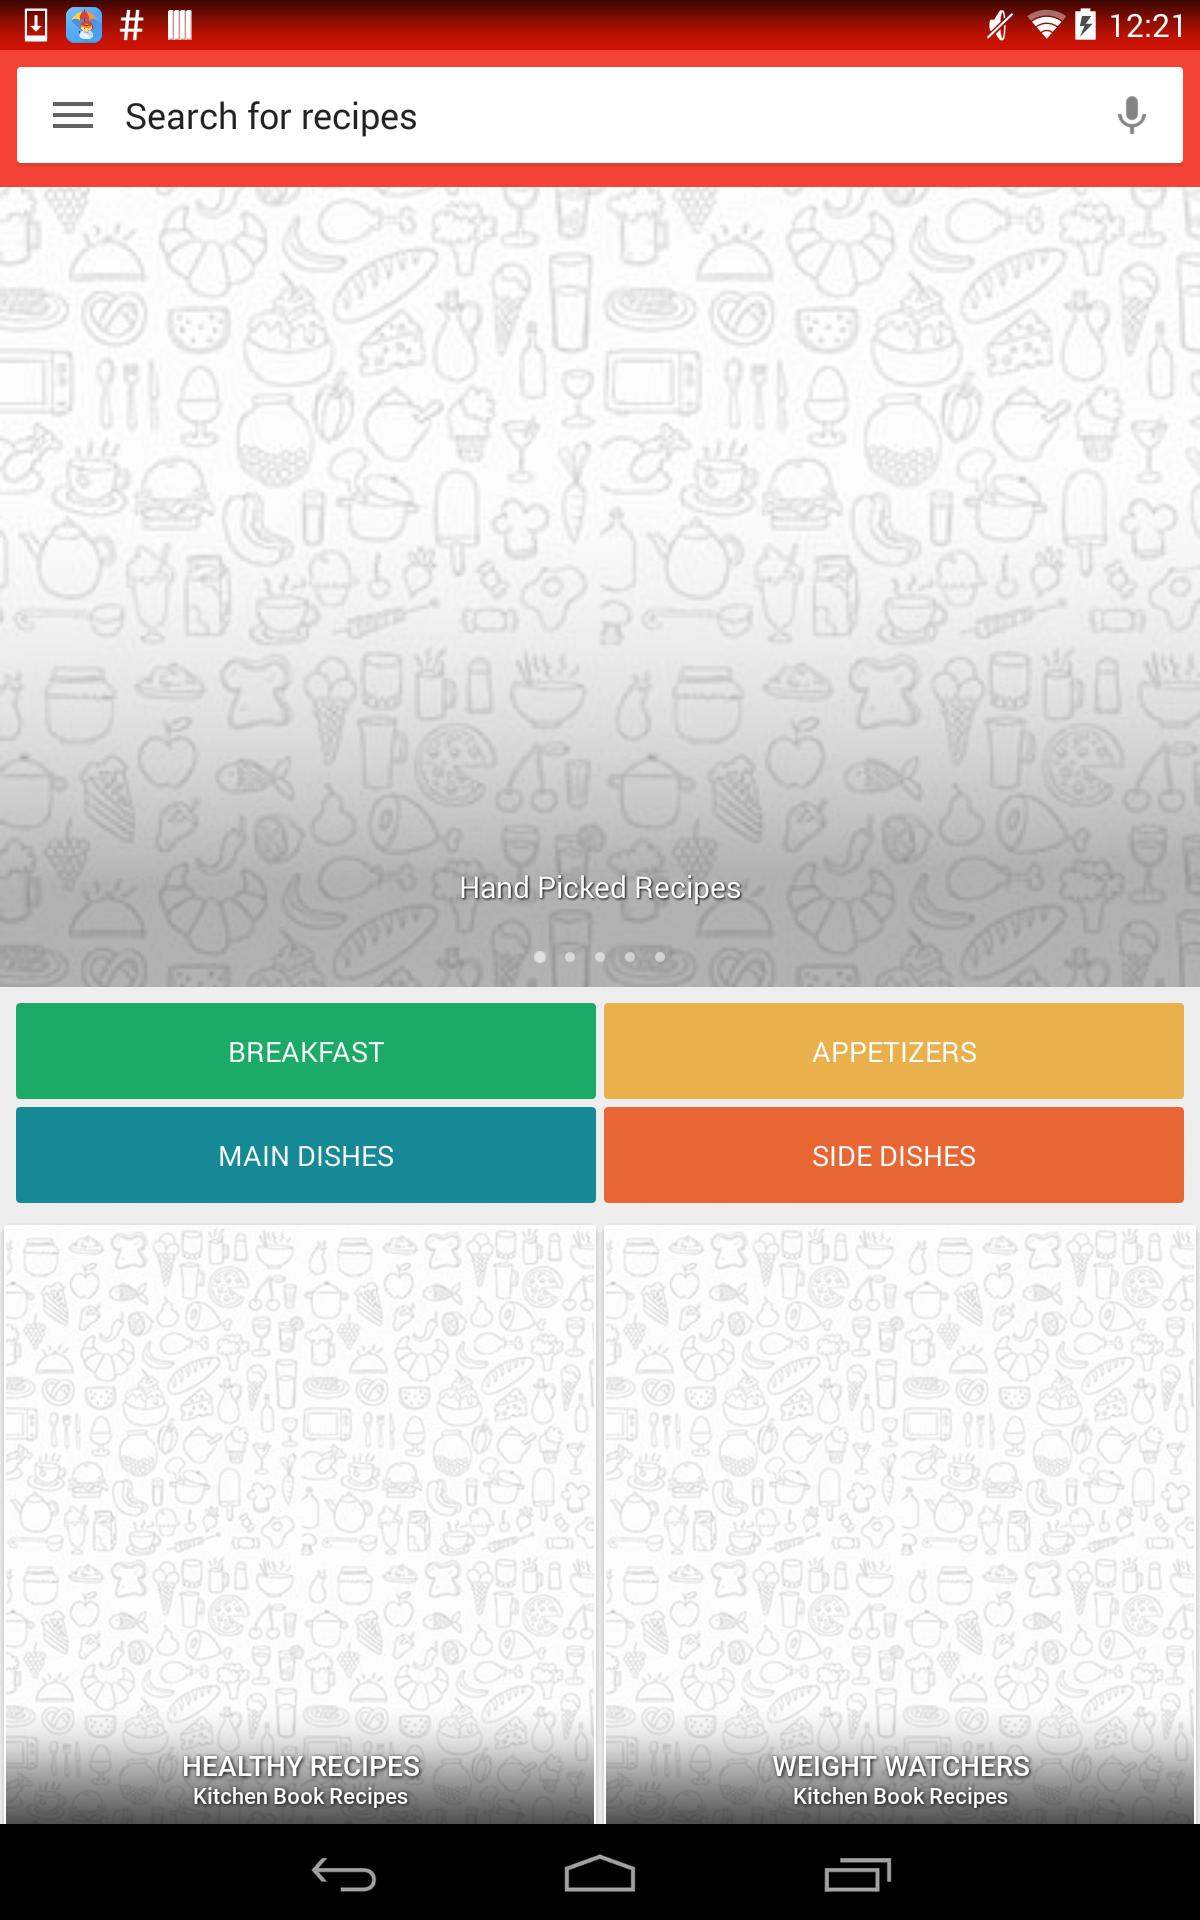 12:21
Search for recipes
Hand Picked Recipes
BREAKFAST
APPETIZERS
MAIN DISHES
SIDE DISHES
HEALTHY RECIPES
Kitchen Book Recipes
WEIGHT WATCHERS
Kitchen Book Recipes